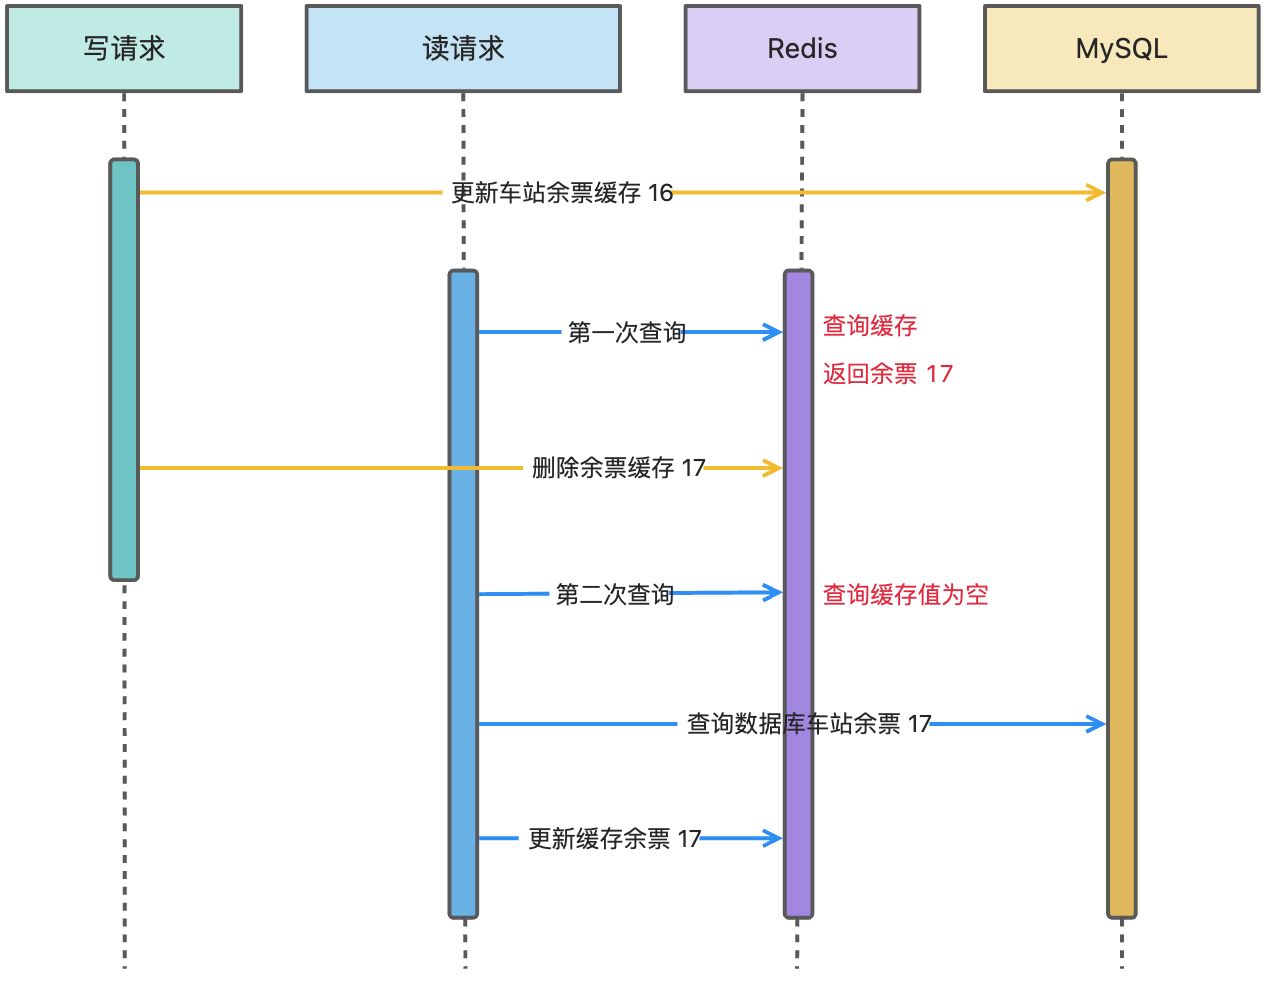 写请求
读请求
Redis
MySQL
更新车站余票缓存 16
第一次查询
查询缓存
返回余票 17
删除余票缓存 17
第二次查询
查询缓存值为空
查询数据库车站余票 17
更新缓存余票 17